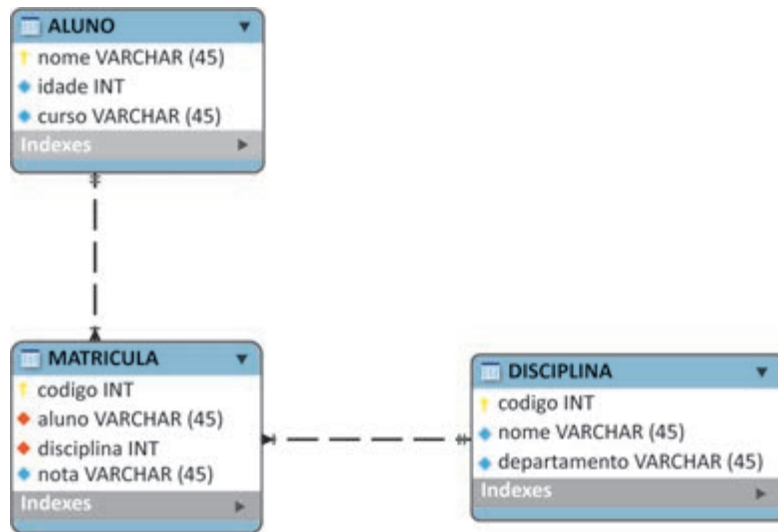 ALUNO
nome VARCHAR (45)
idade INT
curso VARCHAR (45)
Indexes
MATRICULA
codigo INT
aluno VARCHAR (45)
disciplina INT
nota VARCHAR (45)
Indexes
DISCIPLINA
codigo INT
nome VARCHAR (45)
departamento VARCHAR (45)
Indexes